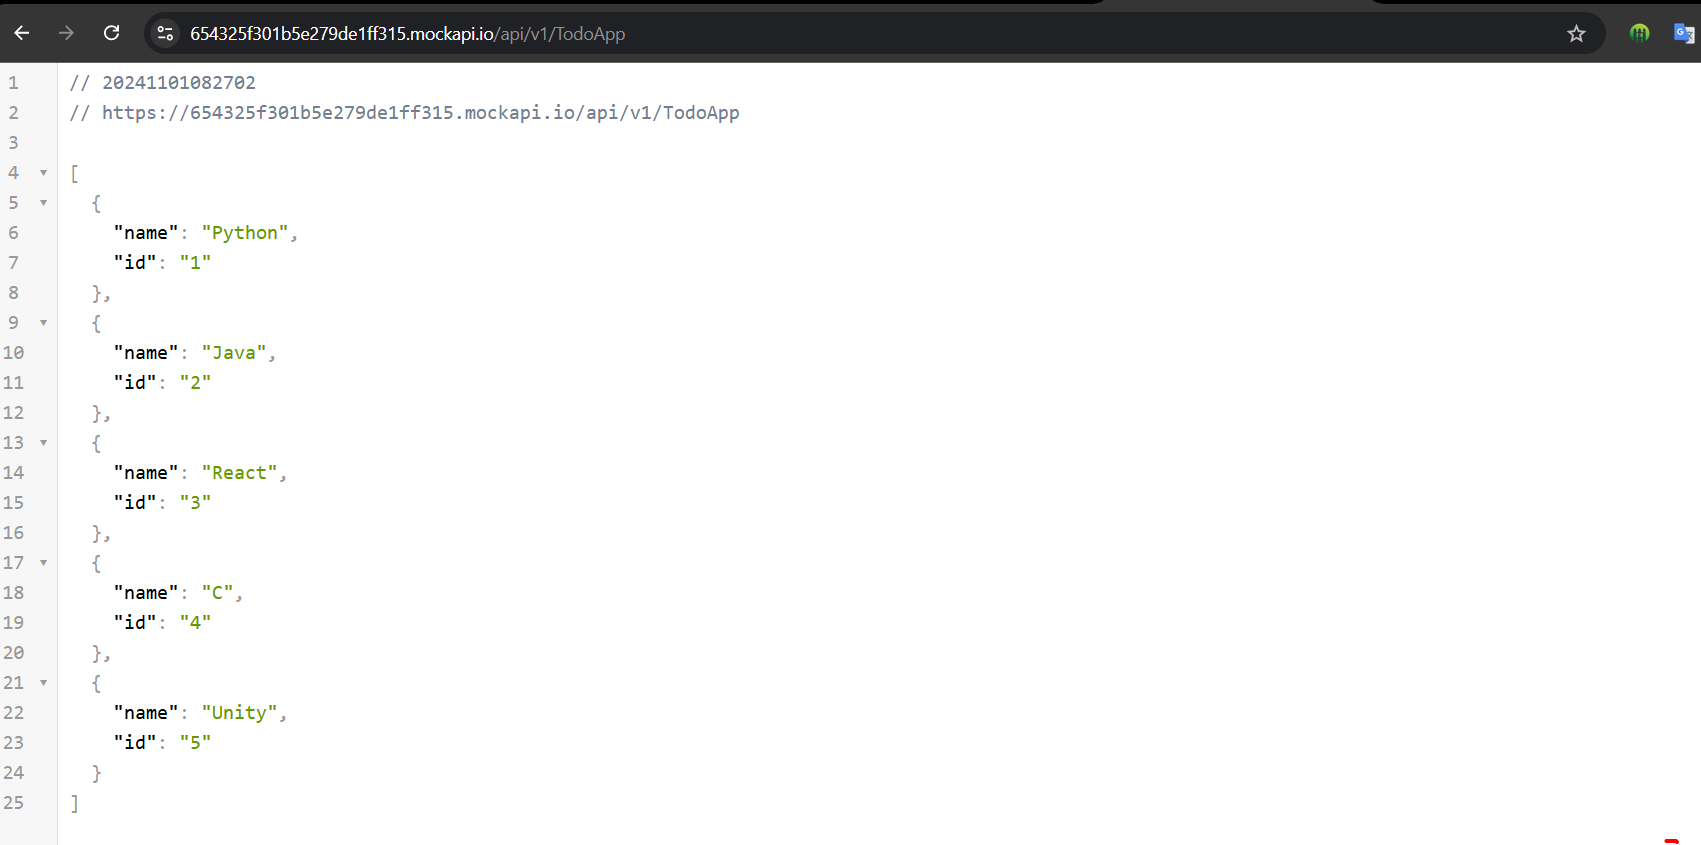 654325f301b5e279de1ff315.mockapi.io/api/v1/TodoApp
1 // 20241101082702
2 // https://654325f301b5e279de1ff315.mockapi.io/api/v1/TodoApp
3
4 [
5 {
6 "name": "Python",
7 "id": "1"
8 },
9 {
10 "name": "Java",
11 "id": "2"
12 },
13 {
14 "name": "React",
15 "id": "3"
16 },
17 {
18 "name": "C",
19 "id": "4"
20 },
21 {
22 "name": "Unity",
23 "id": "5"
24 }
25 ]